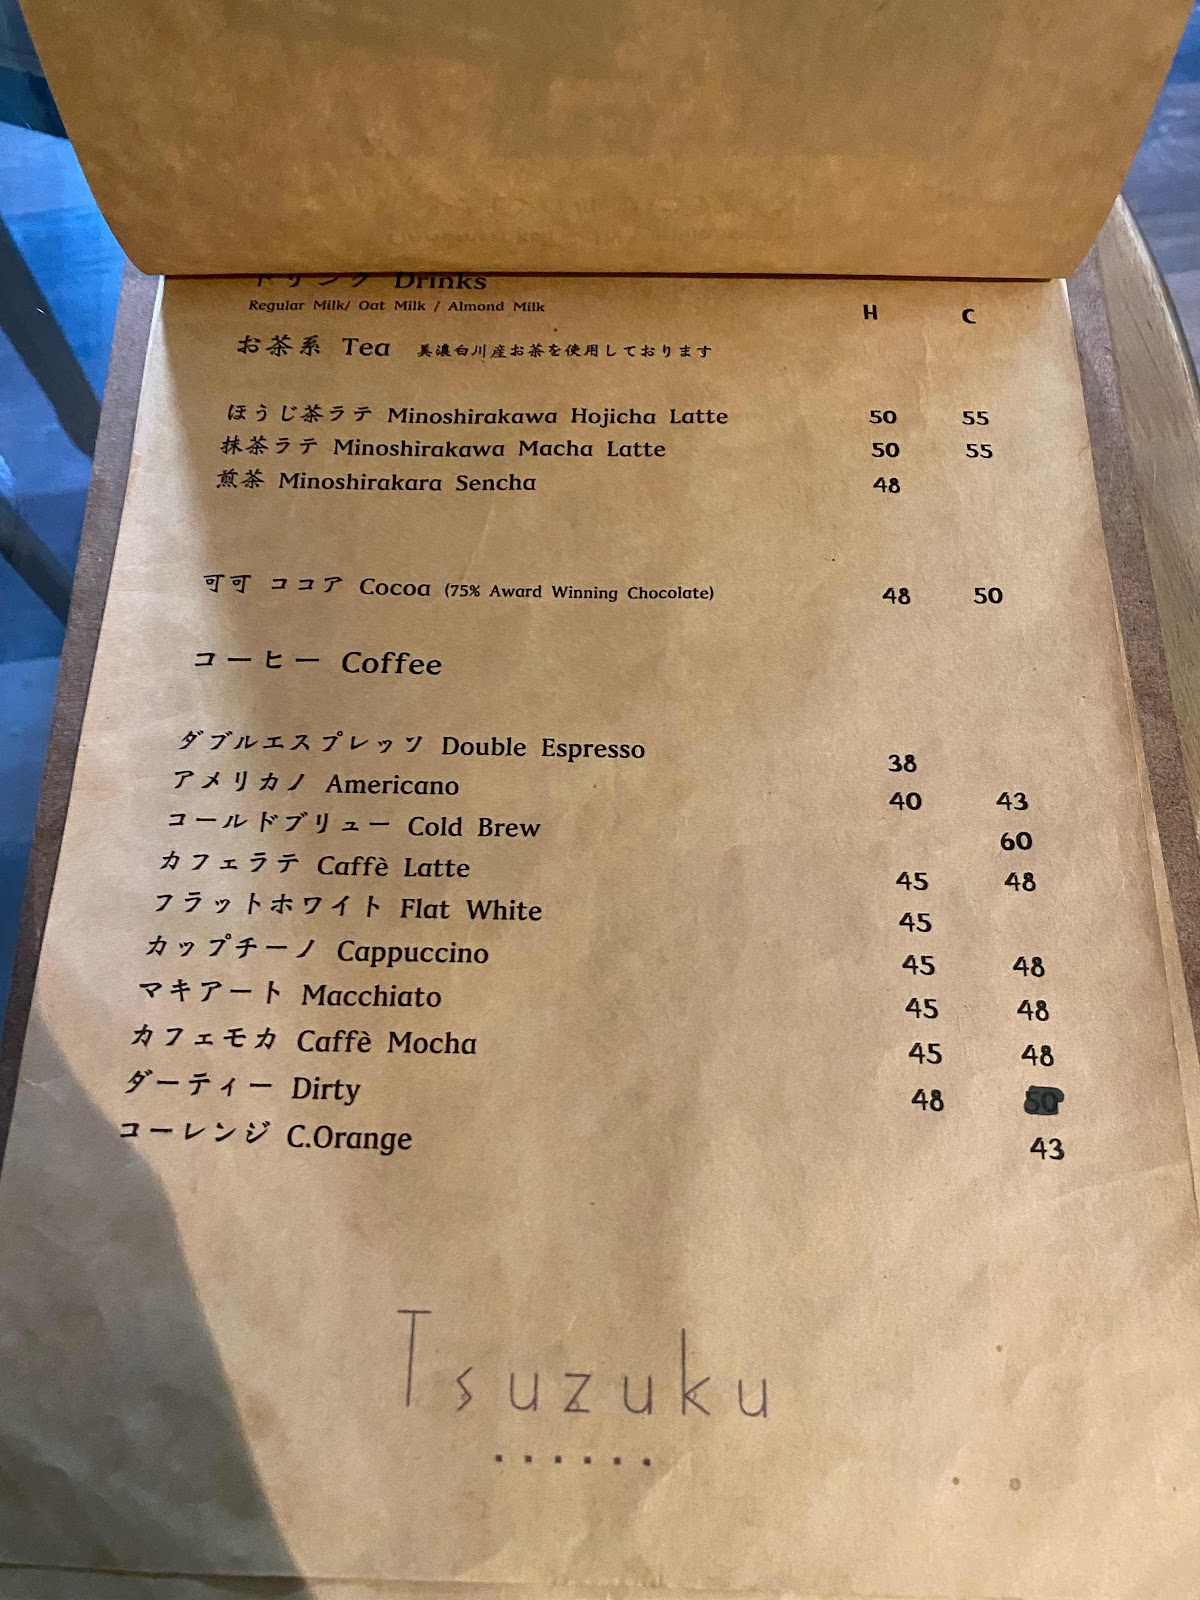 ドリンク Drinks
Regular Milk/ Oat Milk / Almond Milk H C
お茶系 Tea 美濃白川産お茶を使用しております
ほうじ茶ラテ Minoshirakawa Hojicha Latte 50 55
抹茶ラテ Minoshirakawa Macha Latte 50 55
煎茶 Minoshirakara Sencha 48
可可 ココア Cocoa (75% Award Winning Chocolate) 48 50
コーヒー Coffee
ダブルエスプレッソ Double Espresso 38
アメリカノ Americano 40 43
コールドブリュー Cold Brew 60
カフェラテ Caffè Latte 45 48
フラットホワイト Flat White 45
カップチーノ Cappuccino 45 48
マキアート Macchiato 45 48
カフェモカ Caffè Mocha 45 48
ダーティー Dirty 48 50
コーレンジ C.Orange 43
Tsuzuku